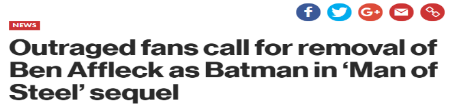 NEWS
Outraged fans call for removal of
Ben Affleck as Batman in ‘Man of
Steel’ sequel